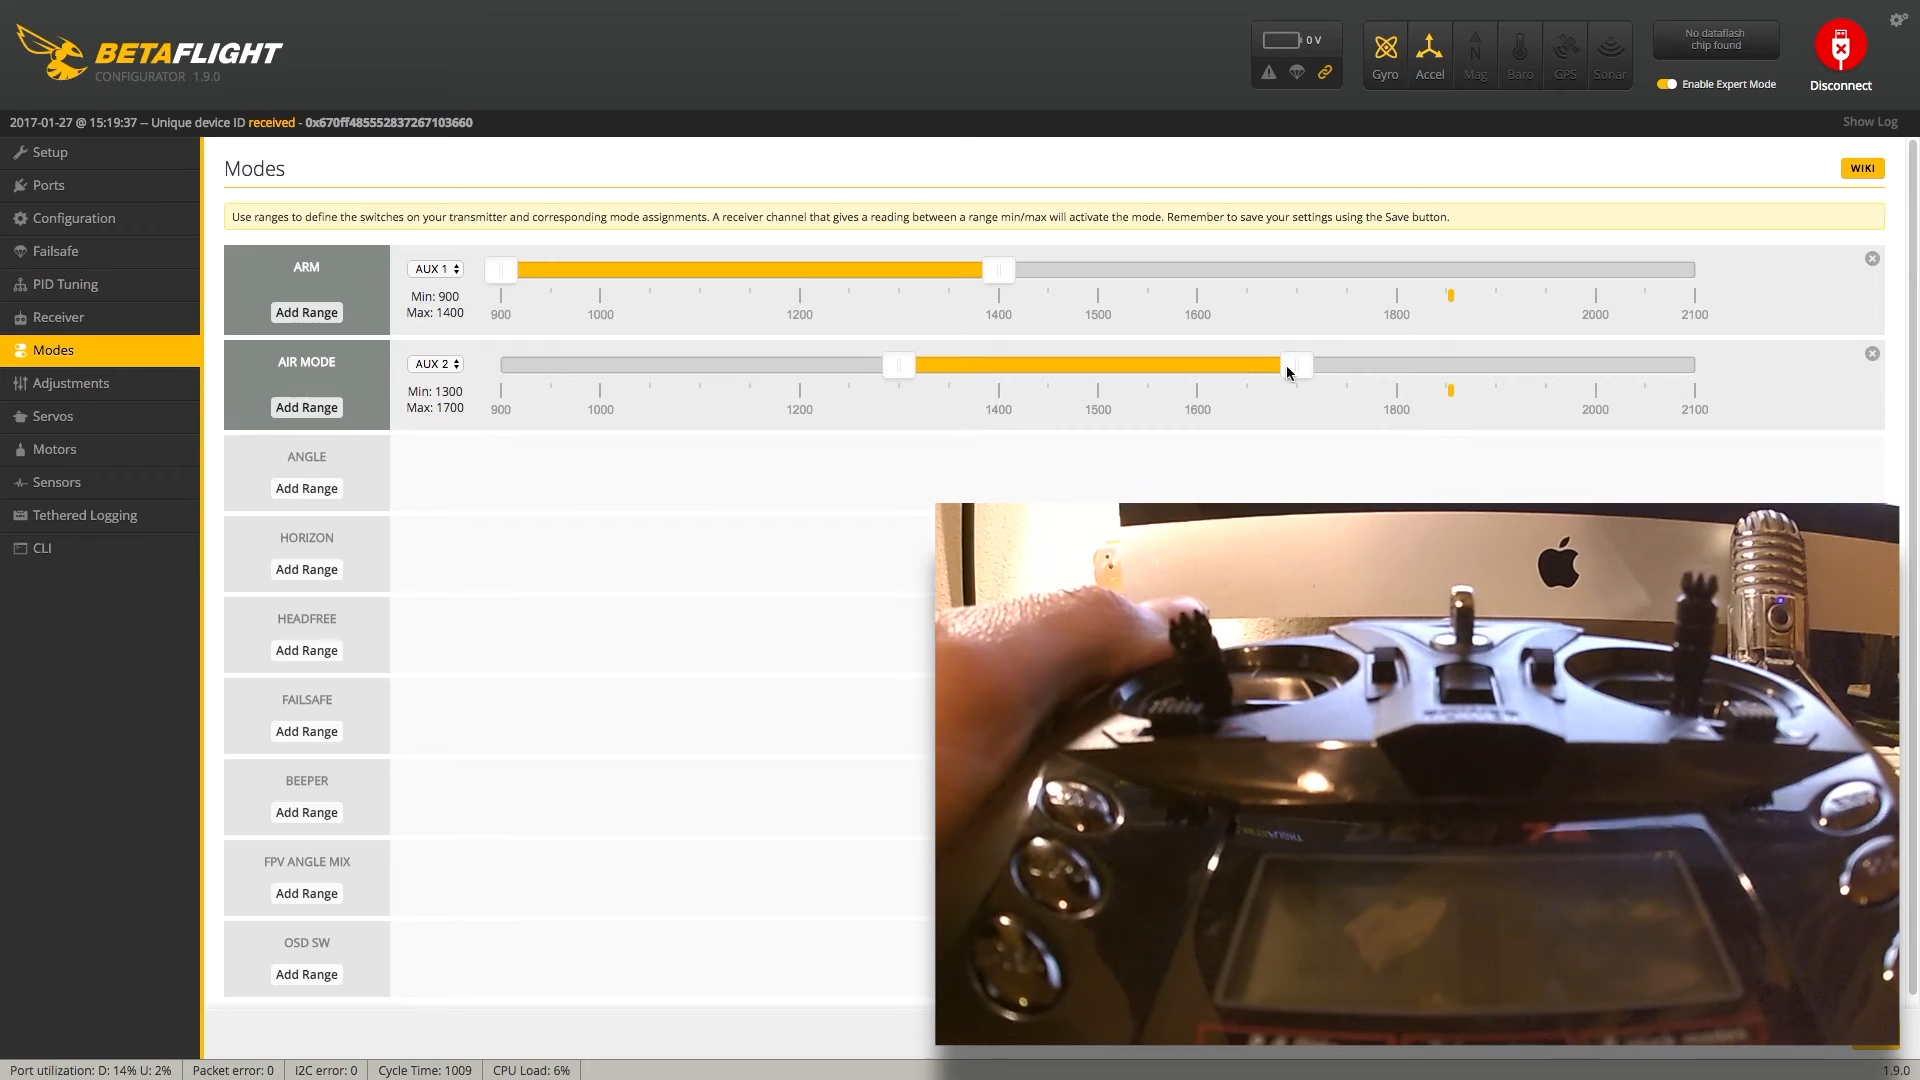 BETAFLIGHT
CONFIGURATOR 1.9.0
0 V
Gyro
Accel
Mag
Baro
GPS
Sonar
No dataflash
chip found
Enable Expert Mode
Disconnect
2017-01-27 @ 15:19:37 -- Unique device ID received - 0x670ff485552837267103660
Show Log
Setup
Ports
Configuration
Failsafe
PID Tuning
Receiver
Modes
Adjustments
Servos
Motors
Sensors
Tethered Logging
CLI
Modes
WIKI
Use ranges to define the switches on your transmitter and corresponding mode assignments. A receiver channel that gives a reading between a range min/max will activate the mode. Remember to save your settings using the Save button.
ARM
Add Range
AUX 1
Min: 900
Max: 1400
900 1000 1200 1400 1500 1600 1800 2000 2100
AIR MODE
Add Range
AUX 2
Min: 1300
Max: 1700
900 1000 1200 1400 1500 1600 1800 2000 2100
ANGLE
Add Range
HORIZON
Add Range
HEADFREE
Add Range
FAILSAFE
Add Range
BEEPER
Add Range
FPV ANGLE MIX
Add Range
OSD SW
Add Range
Port utilization: D: 14% U: 2%
Packet error: 0
I2C error: 0
Cycle Time: 1009
CPU Load: 6%
1.9.0